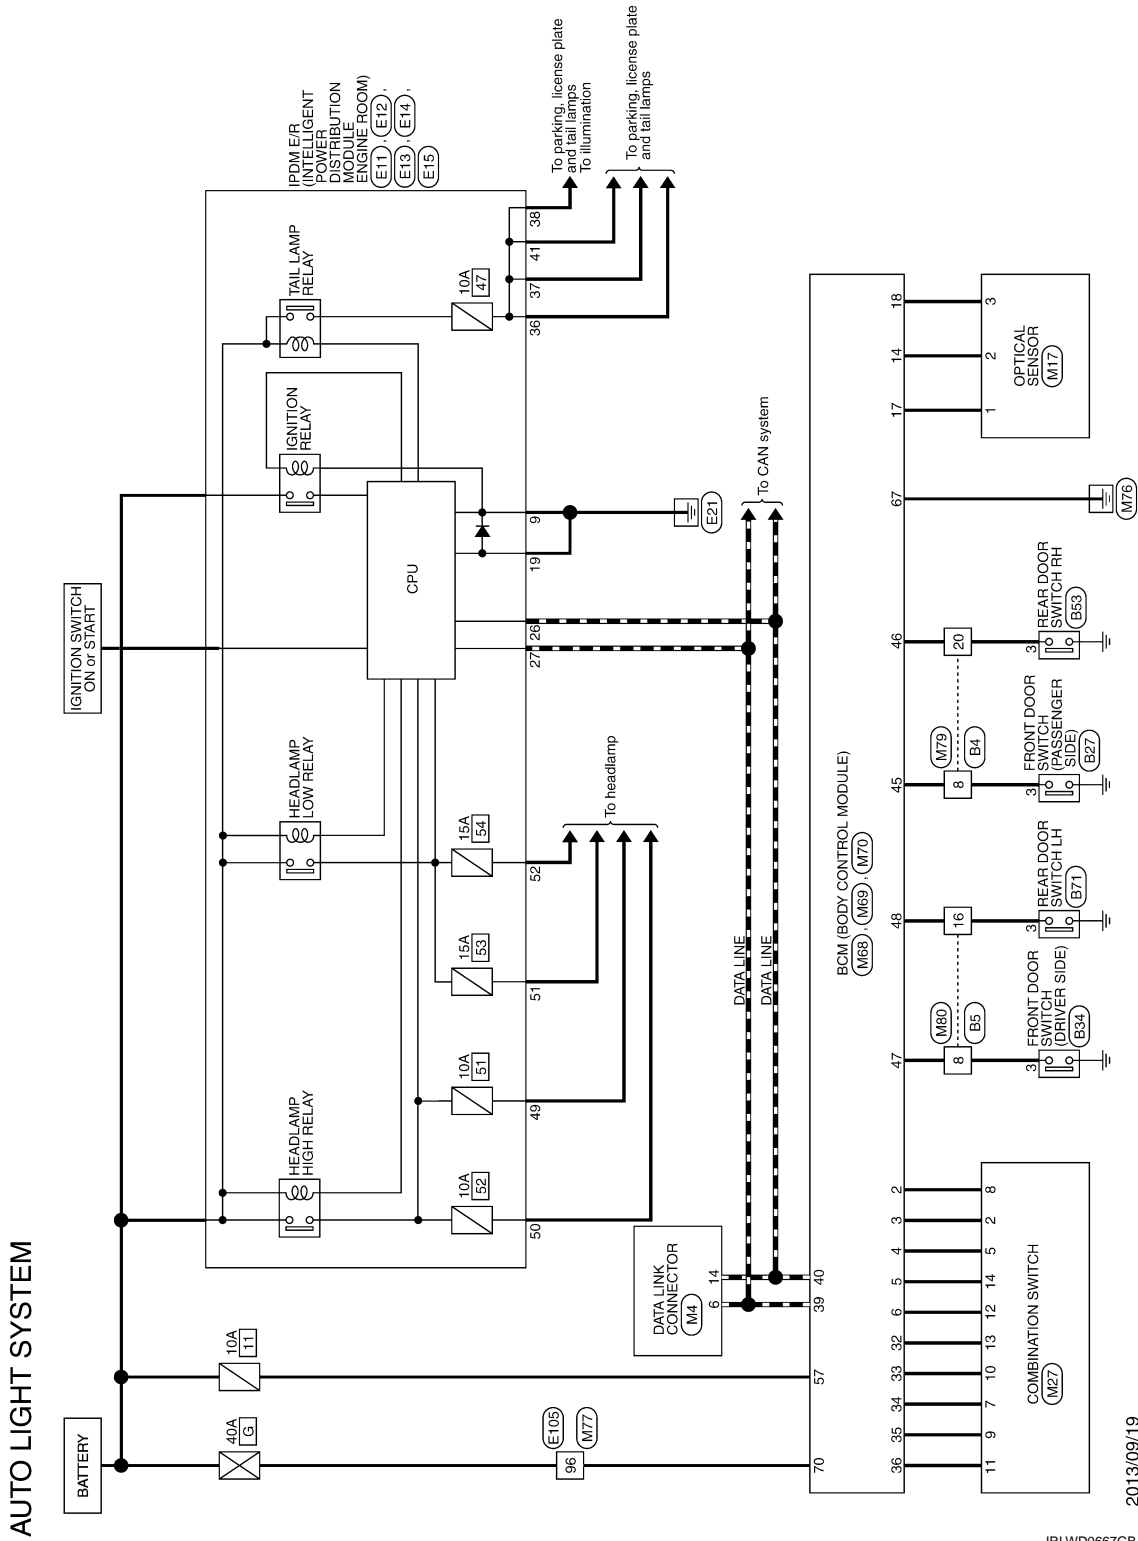 AUTO LIGHT SYSTEM
BATTERY
IGNITION SWITCH
ON or START
40A
G
10A
11
E105
96
M77
IPDM E/R
(INTELLIGENT
POWER
DISTRIBUTION
MODULE
ENGINE ROOM)
E11 , E12 ,
E13 , E14 ,
E15
HEADLAMP
HIGH RELAY
HEADLAMP
LOW RELAY
IGNITION
RELAY
TAIL LAMP
RELAY
CPU
10A
52
10A
51
15A
53
15A
54
10A
47
50
49
51
52
27
26
19
9
36
37
41
38
To headlamp
E21
To parking, license plate
and tail lamps
To illumination
To parking, license plate
and tail lamps
DATA LINK
CONNECTOR
M4
6
14
DATA LINE
DATA LINE
To CAN system
70
57
39
40
BCM (BODY CONTROL MODULE)
M68 , M69 , M70
36
35
34
33
32
6
5
4
3
2
47
48
45
46
67
17
14
18
11
9
7
10
13
12
14
5
2
8
COMBINATION SWITCH
M27
M80
8
B5
16
M79
8
B4
20
3
FRONT DOOR
SWITCH
(DRIVER SIDE)
B34
3
REAR DOOR
SWITCH LH
B71
3
FRONT DOOR
SWITCH
(PASSENGER
SIDE)
B27
3
REAR DOOR
SWITCH RH
B53
M76
1
2
3
OPTICAL
SENSOR
M17
2013/09/19